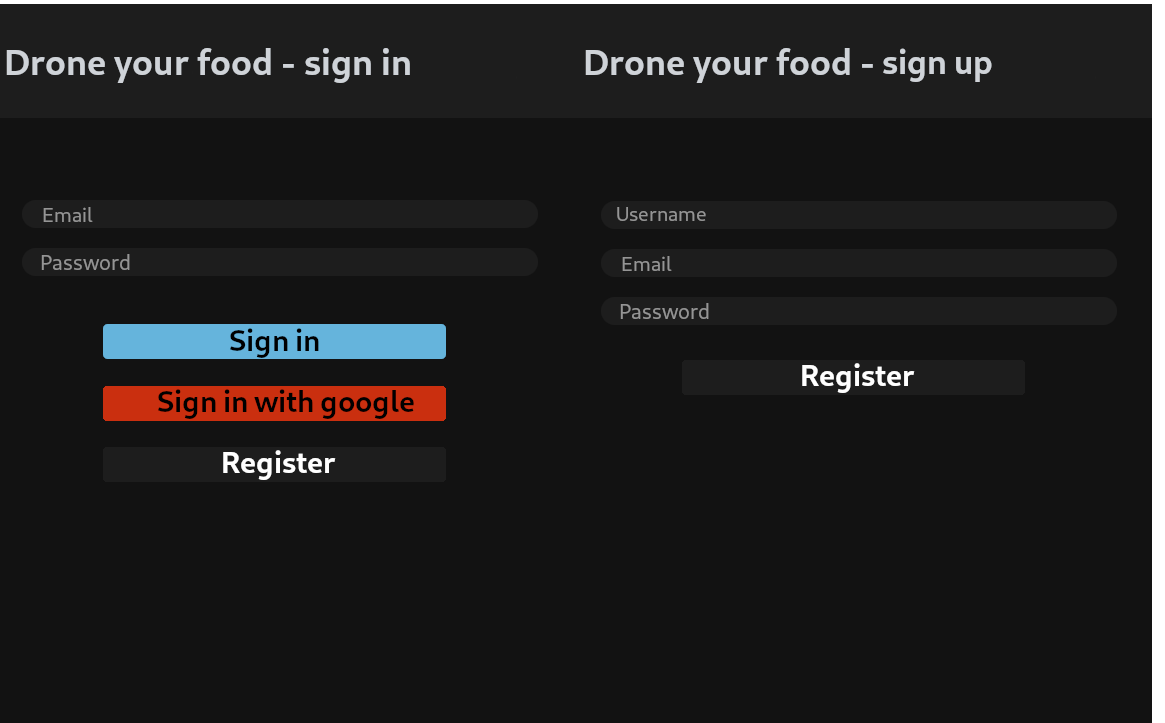 Drone your food - sign in
Email
Password
Sign in
Sign in with google
Register
Drone your food - sign up
Username
Email
Password
Register